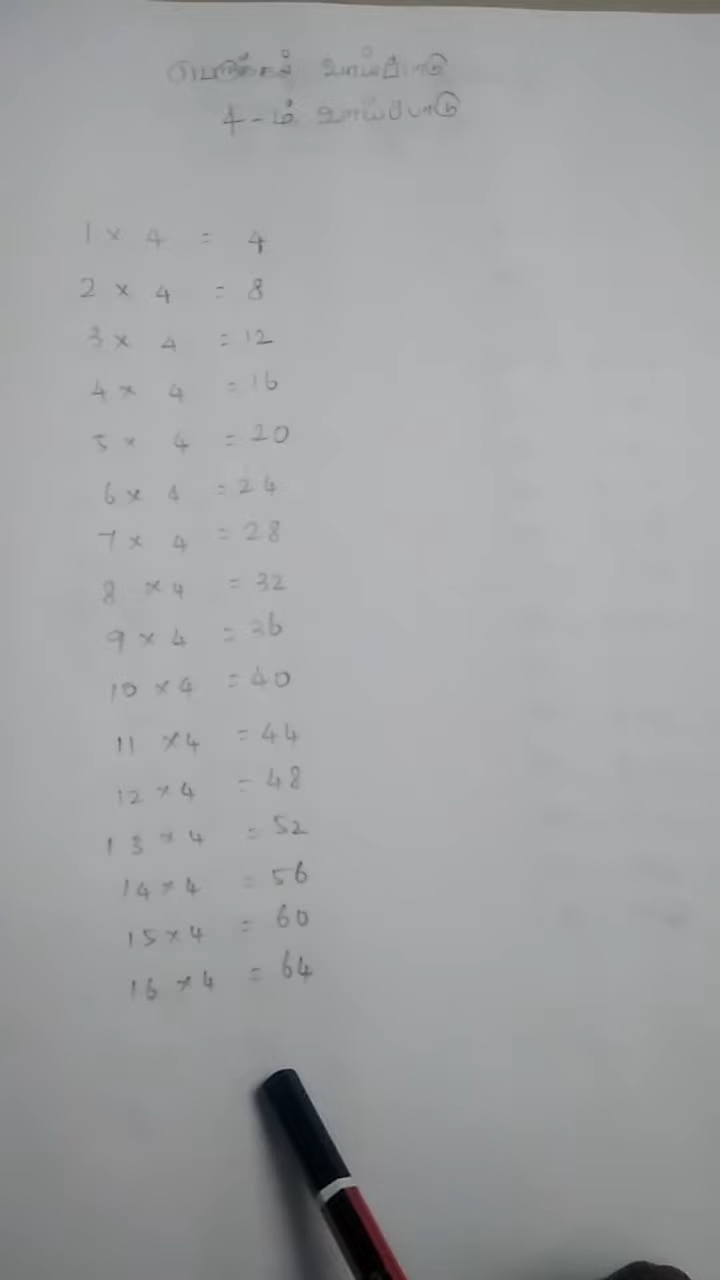 பெருக்கல் வாய்ப்பாடு
4-ம் வாய்ப்பாடு
1 × 4 = 4
2 × 4 = 8
3 × 4 = 12
4 × 4 = 16
5 × 4 = 20
6 × 4 = 24
7 × 4 = 28
8 × 4 = 32
9 × 4 = 36
10 × 4 = 40
11 × 4 = 44
12 × 4 = 48
13 × 4 = 52
14 × 4 = 56
15 × 4 = 60
16 × 4 = 64